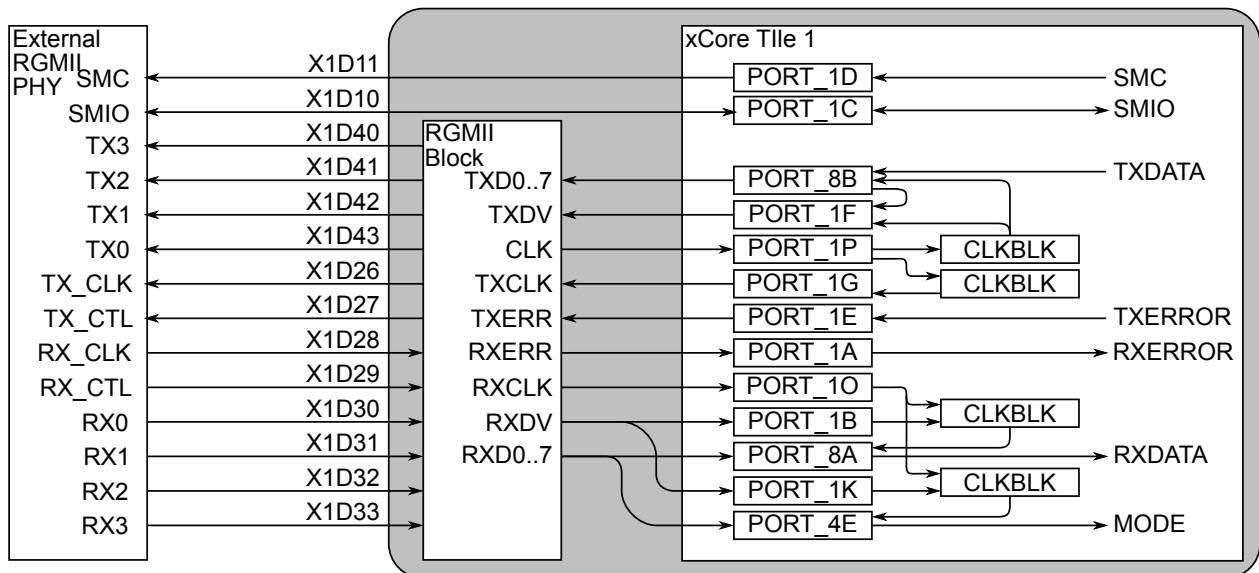 External
RGMII
PHY
SMC
SMIO
TX3
TX2
TX1
TX0
TX_CLK
TX_CTL
RX_CLK
RX_CTL
RX0
RX1
RX2
RX3
X1D11
X1D10
X1D40
X1D41
X1D42
X1D43
X1D26
X1D27
X1D28
X1D29
X1D30
X1D31
X1D32
X1D33
RGMII
Block
TXD0..7
TXDV
CLK
TXCLK
TXERR
RXERR
RXCLK
RXDV
RXD0..7
xCore TIle 1
PORT_1D
PORT_1C
PORT_8B
PORT_1F
PORT_1P
PORT_1G
PORT_1E
PORT_1A
PORT_1O
PORT_1B
PORT_8A
PORT_1K
PORT_4E
CLKBLK
CLKBLK
CLKBLK
CLKBLK
SMC
SMIO
TXDATA
TXERROR
RXERROR
RXDATA
MODE